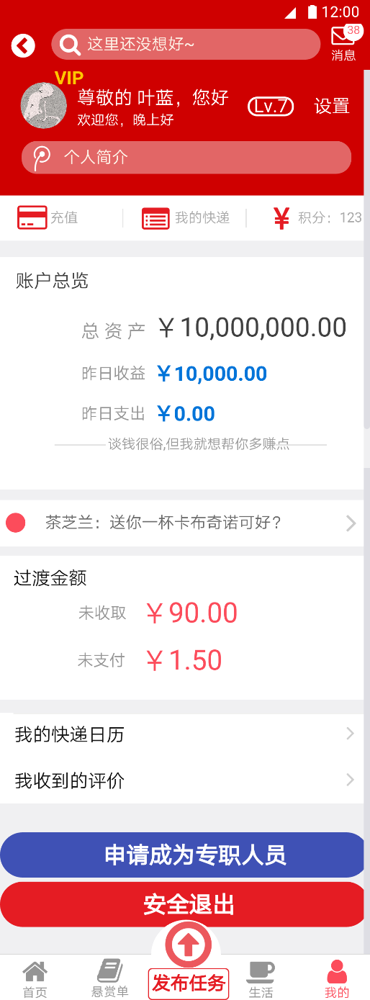 12:00
这里还没想好~
38
消息
VIP
尊敬的 叶蓝，您好
Lv.7
设置
欢迎您，晚上好
个人简介
充值
我的快递
积分：123
账户总览
总 资 产 ￥10,000,000.00
昨日收益 ￥10,000.00
昨日支出 ￥0.00
谈钱很俗,但我就想帮你多赚点
茶芝兰：送你一杯卡布奇诺可好？
过渡金额
未收取 ￥90.00
未支付 ￥1.50
我的快递日历
我收到的评价
申请成为专职人员
安全退出
首页
悬赏单
发布任务
生活
我的